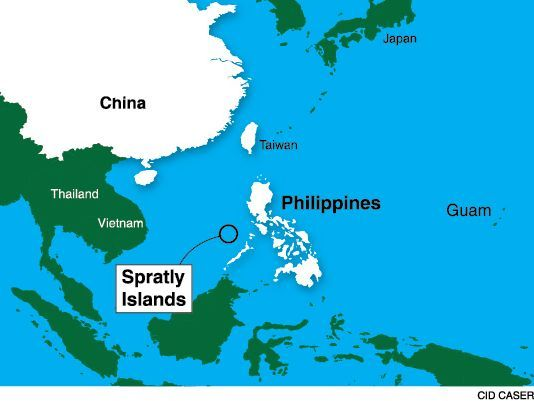 Japan
China
Taiwan
Thailand
Philippines
Guam
Vietnam
Spratly
Islands
CID CASER